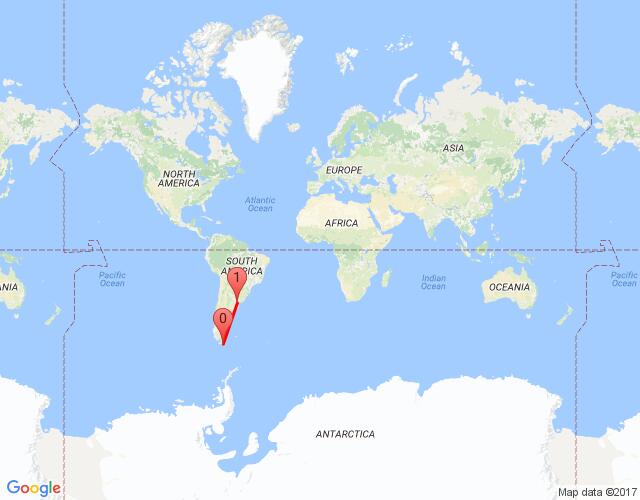 ASIA
NORTH
AMERICA
EUROPE
Atlantic
Ocean
AFRICA
SOUTH
AMERICA
1
Pacific
Ocean
Indian
Ocean
Pacific
Ocean
ANIA
OCEANIA
0
ANTARCTICA
Google
Map data ©2017